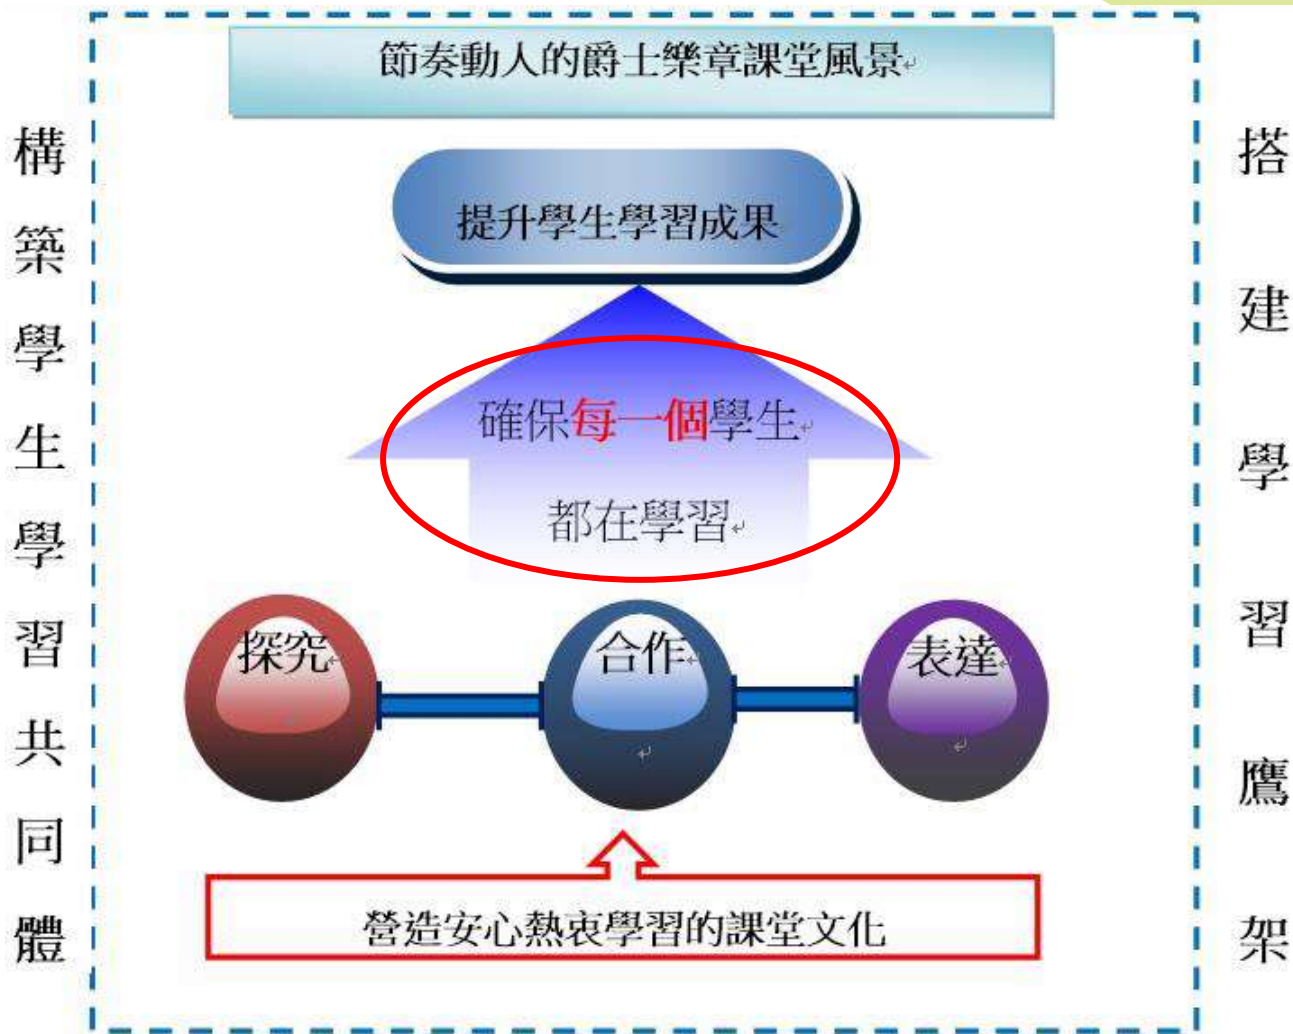 節奏動人的爵士樂章課堂風景
構築學生學習共同體
搭建學習鷹架
提升學生學習成果
確保每一個學生
都在學習
探究
合作
表達
營造安心熱衷學習的課堂文化